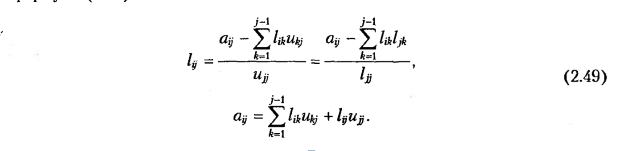 l_{ij} = \frac{a_{ij} - \sum_{k=1}^{j-1} l_{ik} u_{kj}}{u_{jj}} = \frac{a_{ij} - \sum_{k=1}^{j-1} l_{ik} l_{jk}}{l_{jj}},
(2.49)
a_{ij} = \sum_{k=1}^{j-1} l_{ik} u_{kj} + l_{ij} u_{jj}.